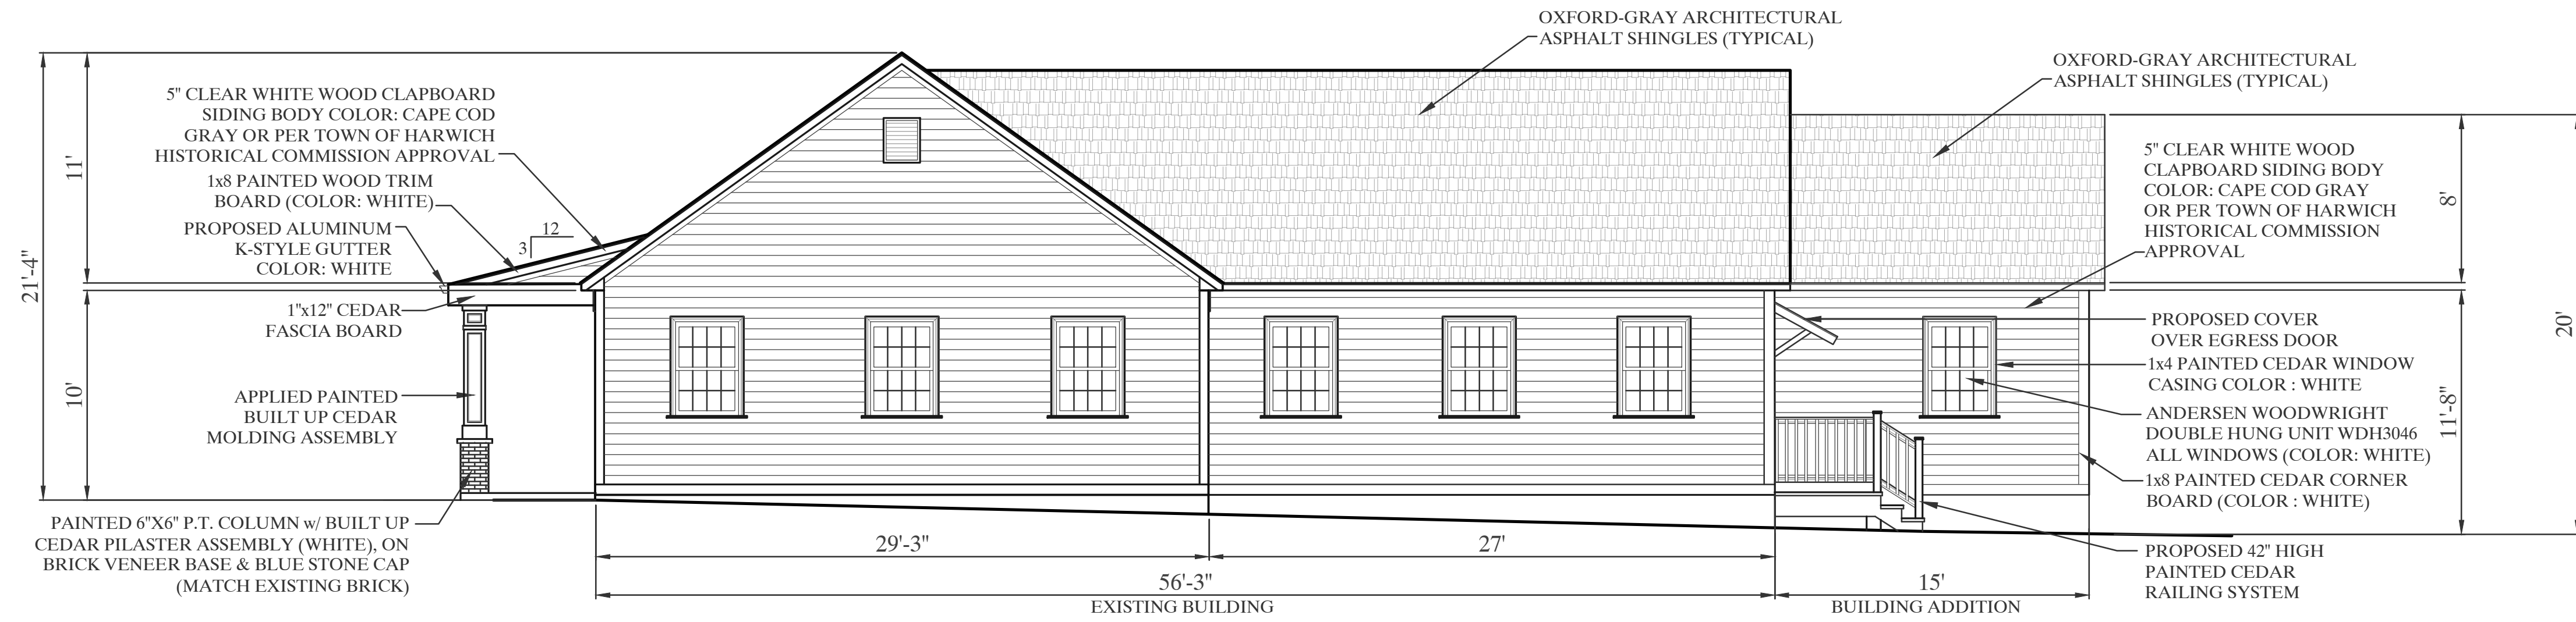 OXFORD-GRAY ARCHITECTURAL
ASPHALT SHINGLES (TYPICAL)
OXFORD-GRAY ARCHITECTURAL
ASPHALT SHINGLES (TYPICAL)
5" CLEAR WHITE WOOD CLAPBOARD
SIDING BODY COLOR: CAPE COD
GRAY OR PER TOWN OF HARWICH
HISTORICAL COMMISSION APPROVAL
1x8 PAINTED WOOD TRIM
BOARD (COLOR: WHITE)
PROPOSED ALUMINUM
K-STYLE GUTTER
COLOR: WHITE
12
3
11'
21'-4"
10'
1"x12" CEDAR
FASCIA BOARD
APPLIED PAINTED
BUILT UP CEDAR
MOLDING ASSEMBLY
PAINTED 6"X6" P.T. COLUMN w/ BUILT UP
CEDAR PILASTER ASSEMBLY (WHITE), ON
BRICK VENEER BASE & BLUE STONE CAP
(MATCH EXISTING BRICK)
5" CLEAR WHITE WOOD
CLAPBOARD SIDING BODY
COLOR: CAPE COD GRAY
OR PER TOWN OF HARWICH
HISTORICAL COMMISSION
APPROVAL
8'
20'
11'-8"
PROPOSED COVER
OVER EGRESS DOOR
1x4 PAINTED CEDAR WINDOW
CASING COLOR : WHITE
ANDERSEN WOODWRIGHT
DOUBLE HUNG UNIT WDH3046
ALL WINDOWS (COLOR: WHITE)
1x8 PAINTED CEDAR CORNER
BOARD (COLOR : WHITE)
PROPOSED 42" HIGH
PAINTED CEDAR
RAILING SYSTEM
29'-3"
27'
56'-3"
EXISTING BUILDING
15'
BUILDING ADDITION